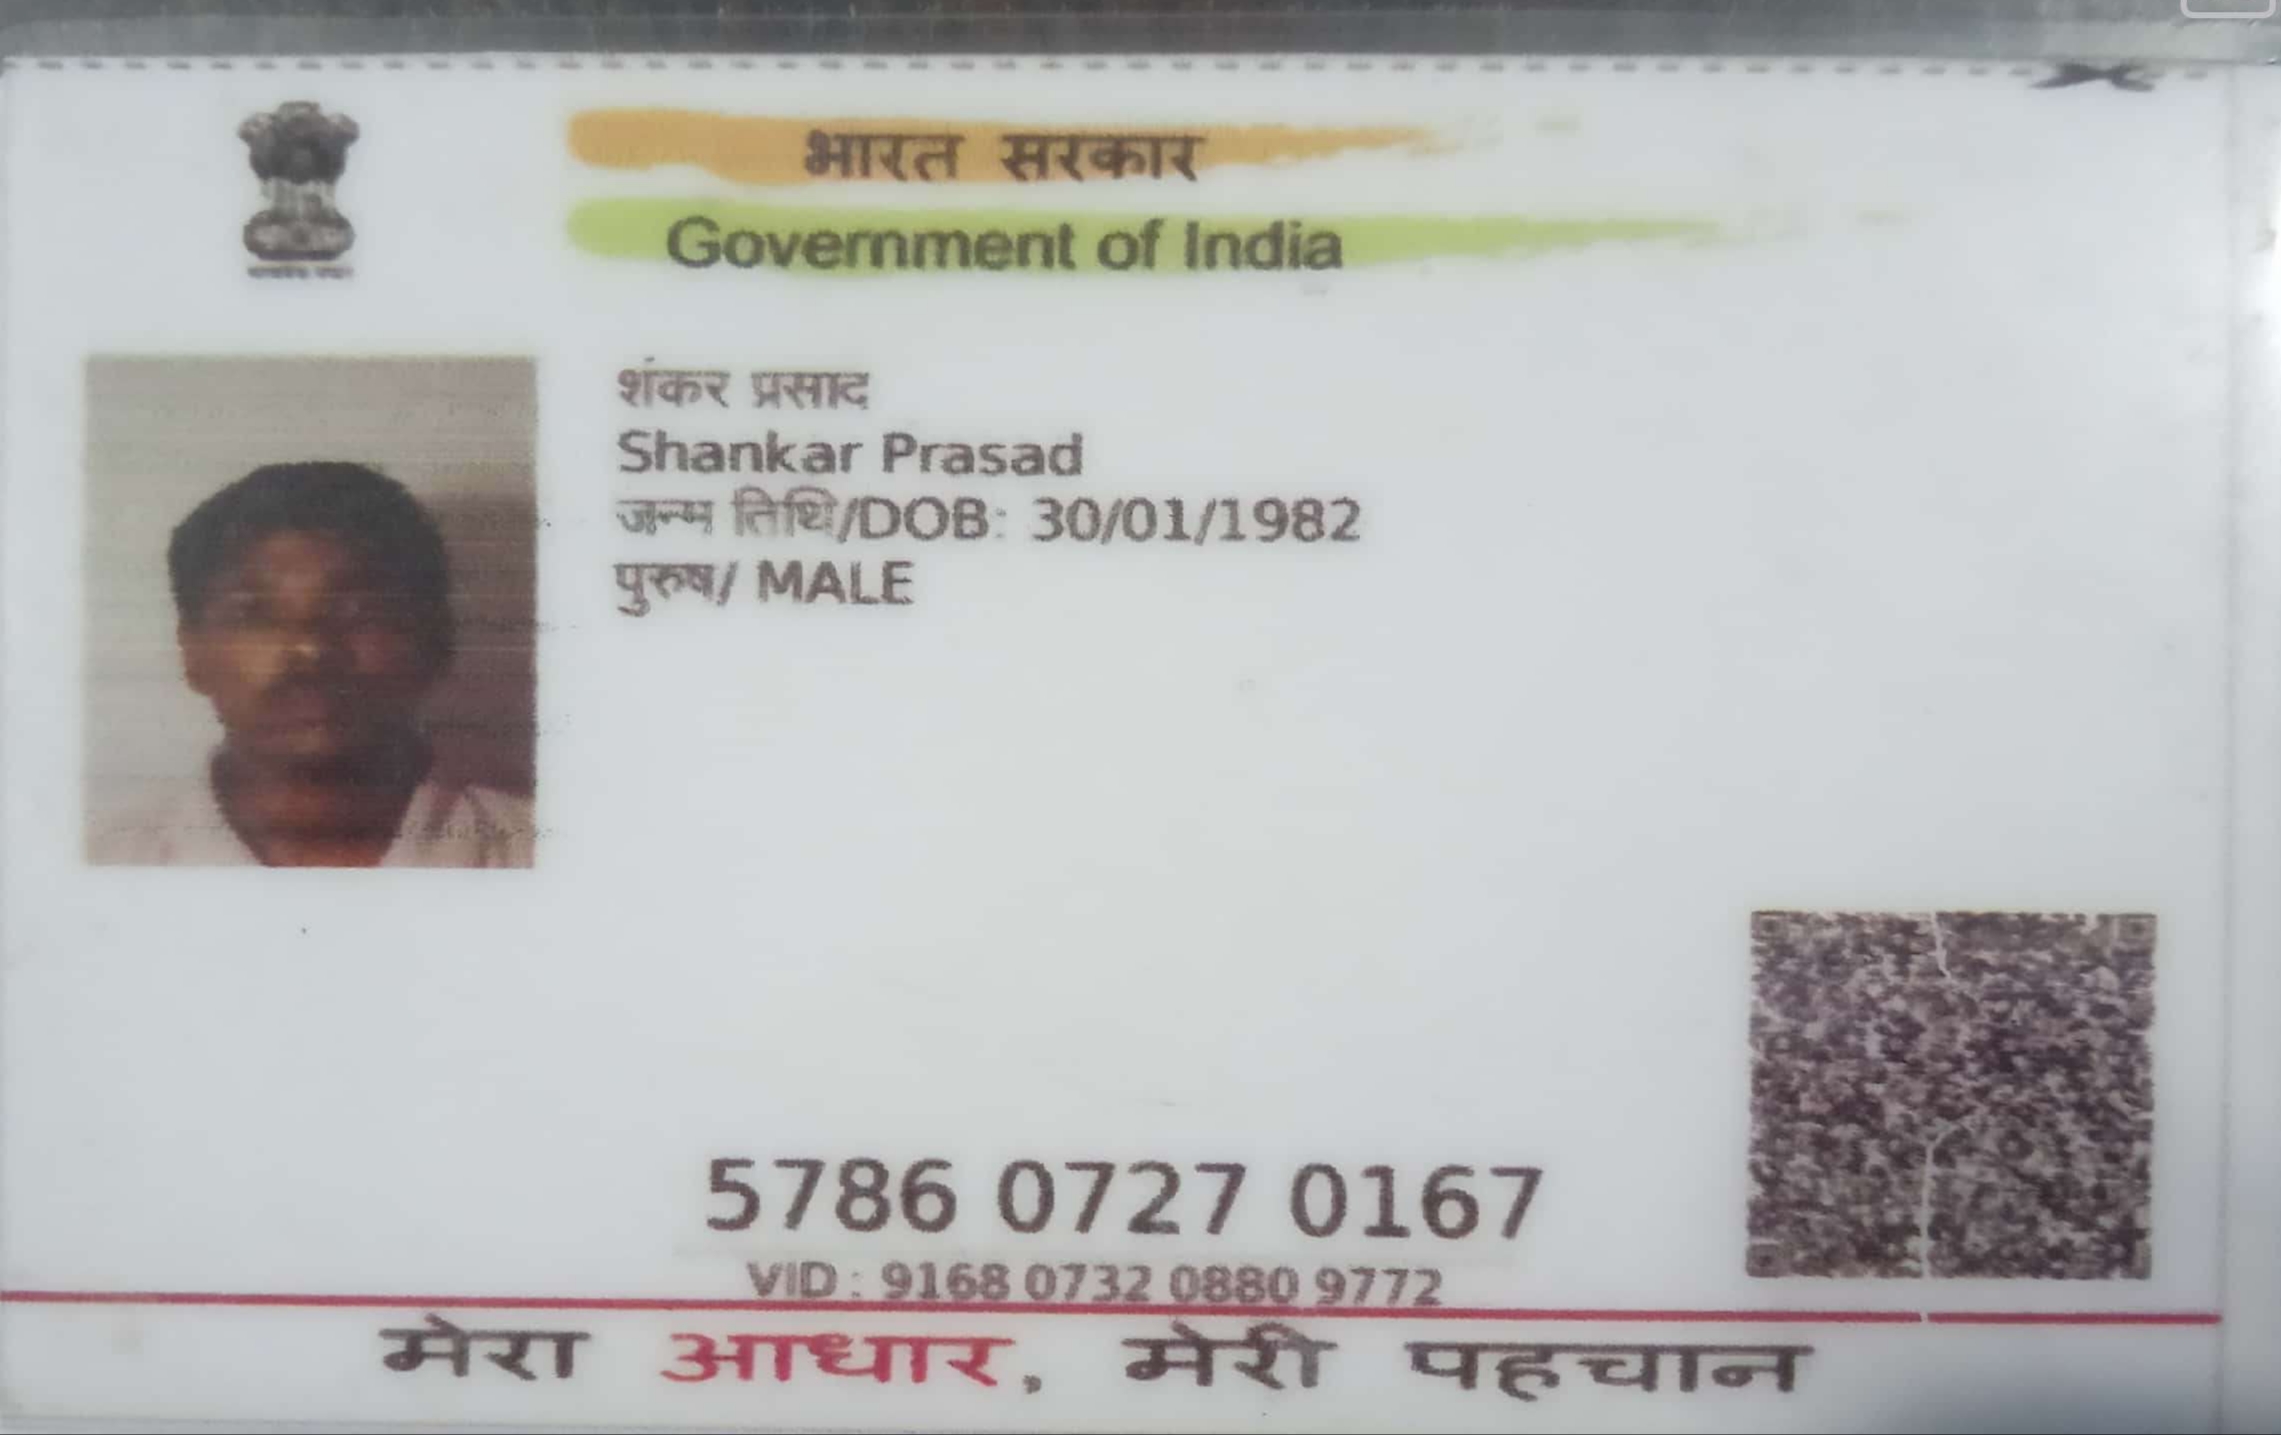 भारत सरकार
Government of India
शंकर प्रसाद
Shankar Prasad
जन्म तिथि/DOB: 30/01/1982
पुरुष/ MALE
5786 0727 0167
VID : 9168 0732 0880 9772
मेरा आधार, मेरी पहचान